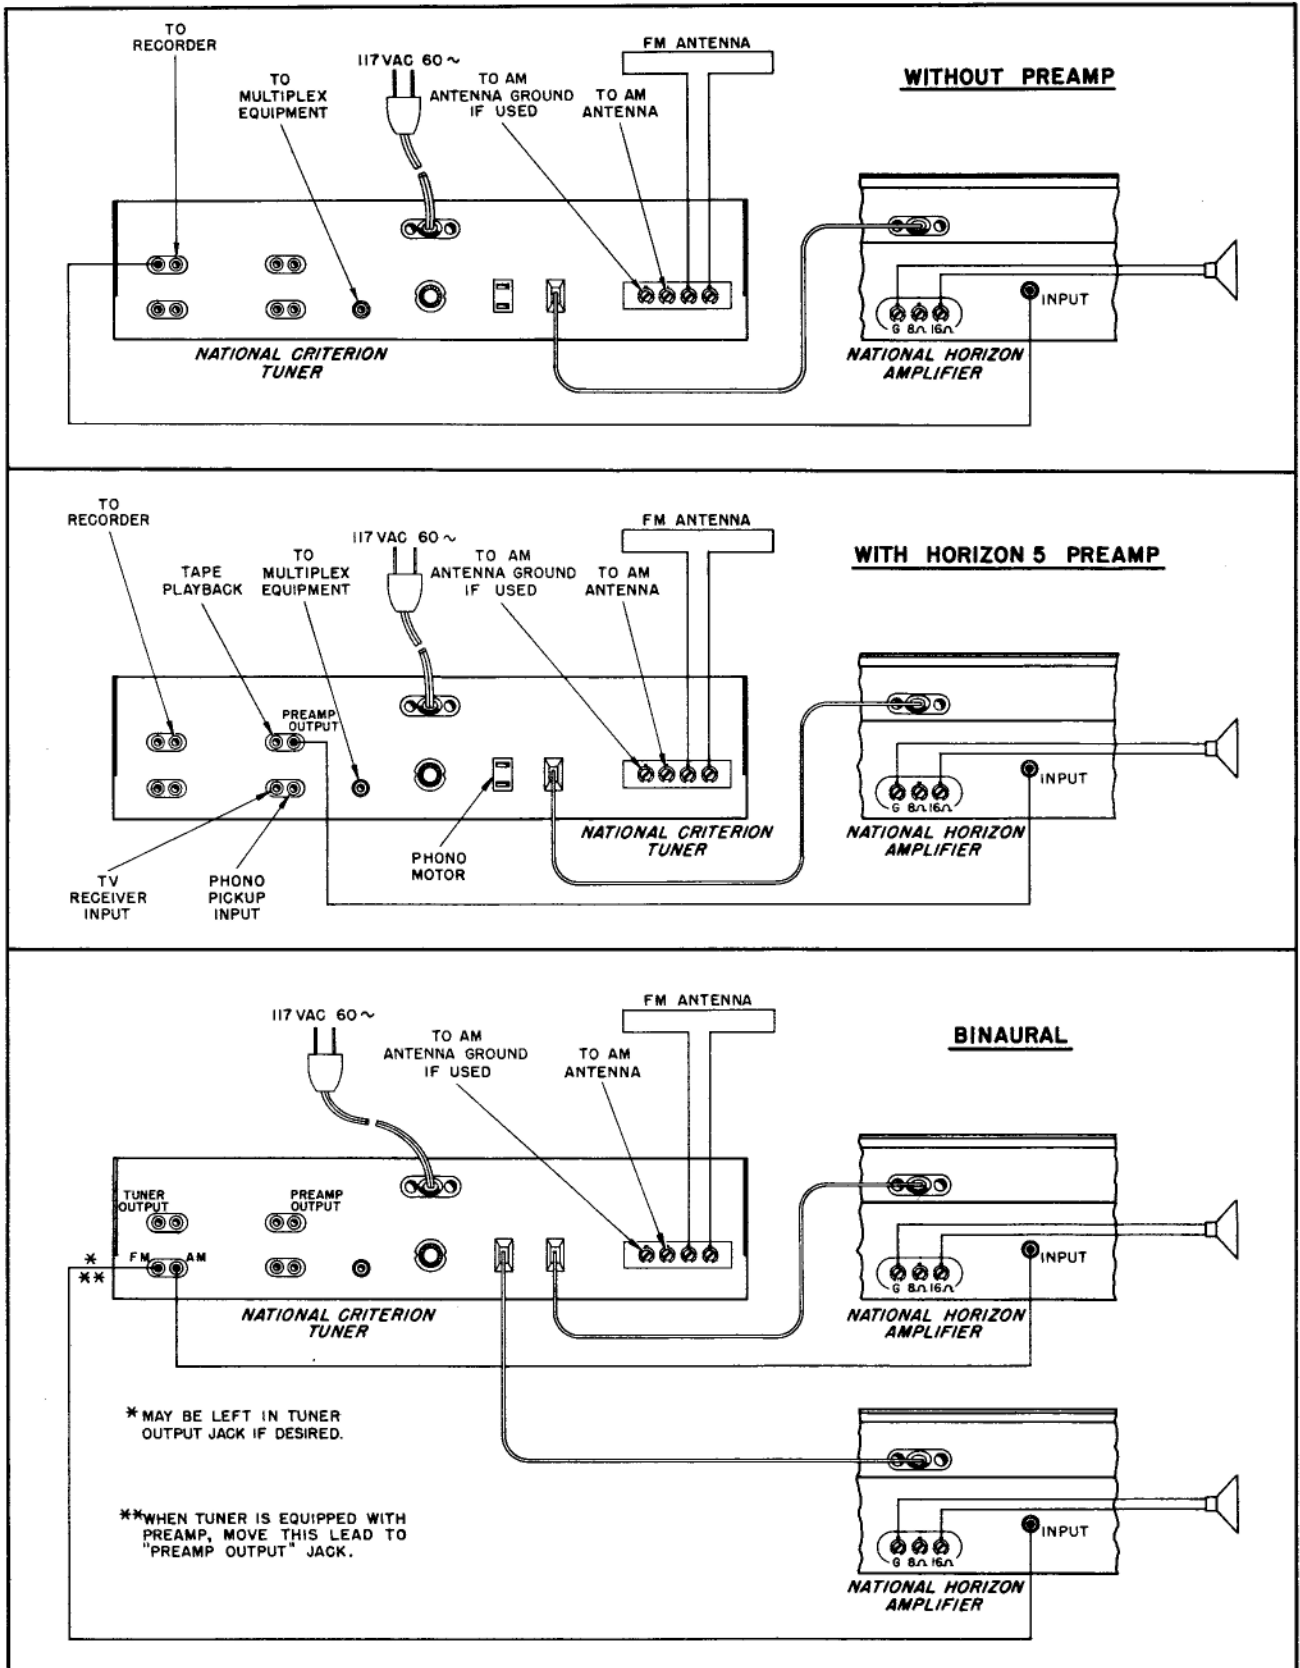 TO
RECORDER
117 VAC 60 ~
TO
MULTIPLEX
EQUIPMENT
TO AM
ANTENNA GROUND
IF USED
TO AM
ANTENNA
FM ANTENNA
WITHOUT PREAMP
INPUT
G 8Ω 16Ω
NATIONAL CRITERION
TUNER
NATIONAL HORIZON
AMPLIFIER
TO
RECORDER
TAPE
PLAYBACK
TO
MULTIPLEX
EQUIPMENT
117 VAC 60 ~
TO AM
ANTENNA GROUND
IF USED
TO AM
ANTENNA
FM ANTENNA
WITH HORIZON 5 PREAMP
PREAMP
OUTPUT
INPUT
G 8Ω 16Ω
NATIONAL CRITERION
TUNER
NATIONAL HORIZON
AMPLIFIER
TV
RECEIVER
INPUT
PHONO
PICKUP
INPUT
PHONO
MOTOR
117 VAC 60 ~
TO AM
ANTENNA GROUND
IF USED
TO AM
ANTENNA
FM ANTENNA
BINAURAL
TUNER
OUTPUT
PREAMP
OUTPUT
*
**
FM AM
INPUT
G 8Ω 16Ω
NATIONAL CRITERION
TUNER
NATIONAL HORIZON
AMPLIFIER
* MAY BE LEFT IN TUNER
OUTPUT JACK IF DESIRED.
** WHEN TUNER IS EQUIPPED WITH
PREAMP, MOVE THIS LEAD TO
"PREAMP OUTPUT" JACK.
INPUT
G 8Ω 16Ω
NATIONAL HORIZON
AMPLIFIER